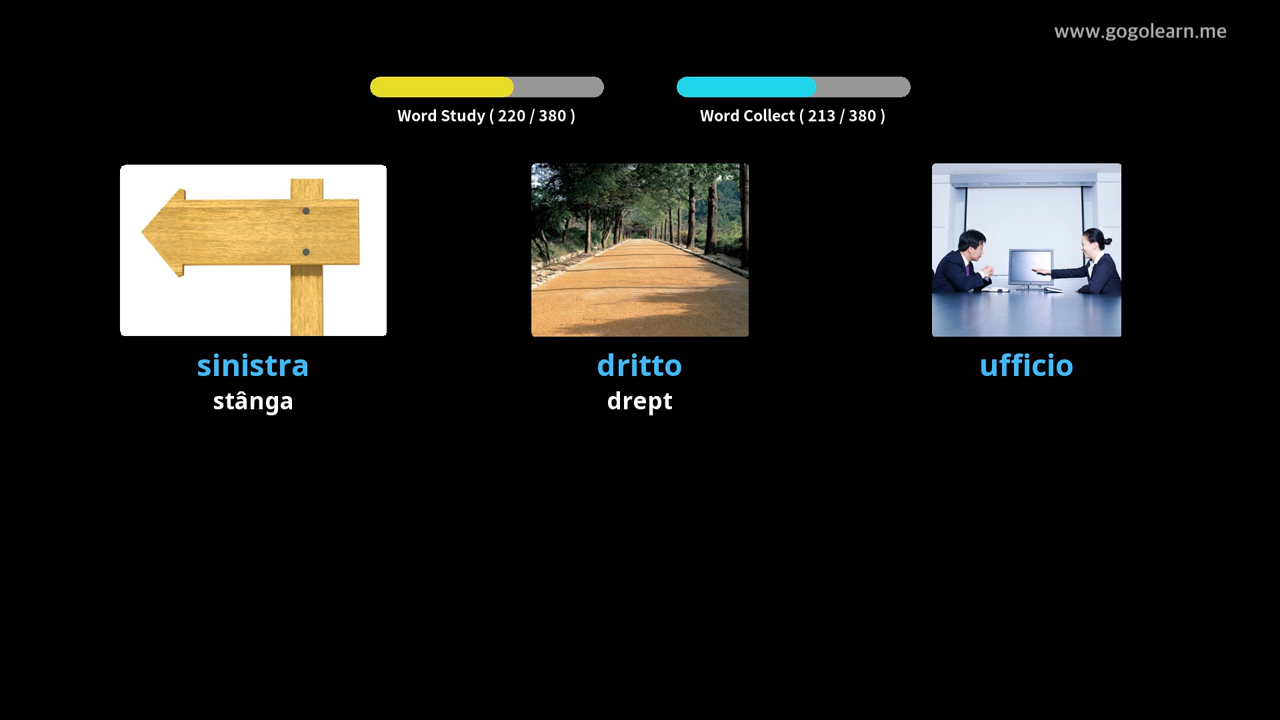 www.gogolearn.me
Word Study ( 220 / 380 )
Word Collect ( 213 / 380 )
sinistra
stânga
dritto
drept
ufficio